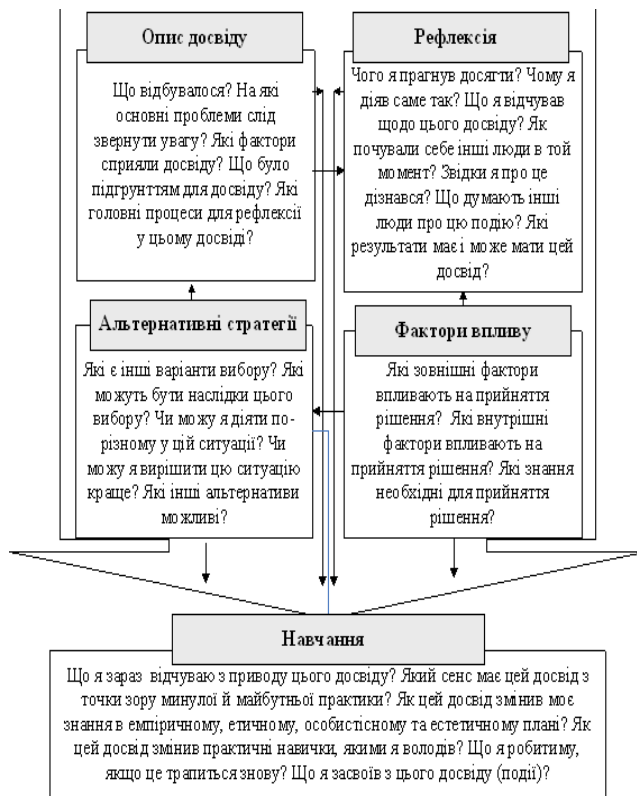 Опис досвіду
Що відбувалося? На які
основні проблеми слід
звернути увагу? Які фактори
сприяли досвіду? Що було
підгрунттям для досвіду? Які
головні процеси для рефлексії
у цьому досвіді?
Рефлексія
Чого я прагнув досягти? Чому я
діяв саме так? Що я відчував
щодо цього досвіду? Як
почували себе інші люди в той
момент? Звідки я про це
дізнався? Що думають інші
люди про цю подію? Які
результати має і може мати цей
досвід?
Альтернативні стратегії
Які є інші варіанти вибору? Які
можуть бути наслідки цього
вибору? Чи можу я діяти по-
різному у цій ситуації? Чи
можу я вирішити цю ситуацію
краще? Які інші альтернативи
можливі?
Фактори впливу
Які зовнішні фактори
впливають на прийняття
рішення? Які внутрішні
фактори впливають на
прийняття рішення? Які знання
необхідні для прийняття
рішення?
Навчання
Що я зараз відчуваю з приводу цього досвіду? Який сенс має цей досвід з
точки зору минулої й майбутньої практики? Як цей досвід змінив моє
знання в емпіричному, етичному, особистісному та естетичному плані? Як
цей досвід змінив практичні навички, якими я володів? Що я робитиму,
якщо це трапиться знову? Що я засвоїв з цього досвіду (події)?